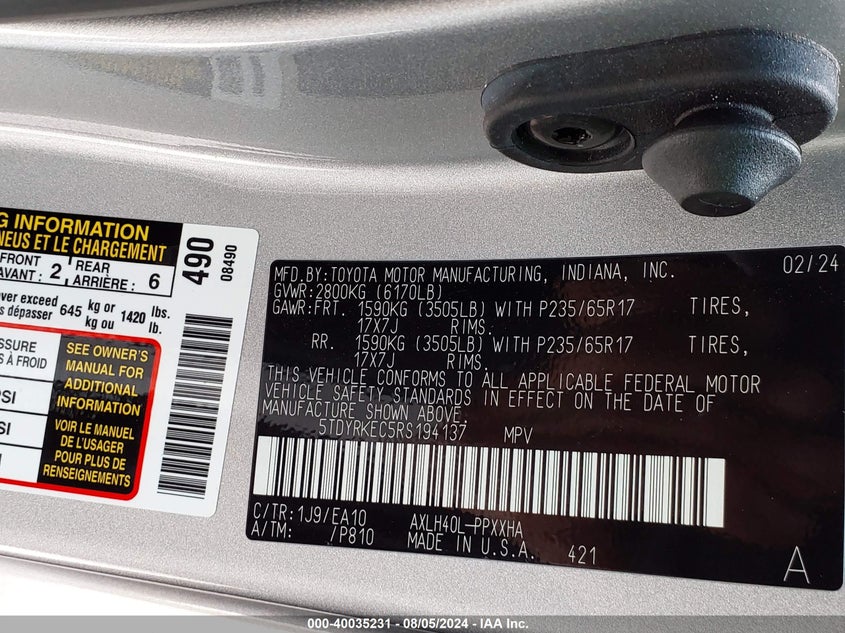 G INFORMATION
NEUS ET LE CHARGEMENT
FRONT
AVANT: 2
REAR
ARRIÈRE: 6
over exceed
dépasser 645 kg or kg ou 1420 lbs. lb.
À FROID
PSI
SEE OWNER'S
MANUAL FOR
ADDITIONAL
INFORMATION
VOIR LE MANUEL
DE L'USAGER
POUR PLUS DE
RENSEIGNEMENTS
490
08490
MFD.BY:TOYOTA MOTOR MANUFACTURING, INDIANA, INC. 02/24
GVWR:2800KG (6170LB)
GAWR:FRT. 1590KG (3505LB) WITH P235/65R17 TIRES,
17X7J RIMS.
RR. 1590KG (3505LB) WITH P235/65R17 TIRES,
17X7J RIMS.
THIS VEHICLE CONFORMS TO ALL APPLICABLE FEDERAL MOTOR
VEHICLE SAFETY STANDARDS IN EFFECT ON THE DATE OF
MANUFACTURE SHOWN ABOVE.
5TDYRKEC5RS194137 MPV
C/TR:1J9/EA10 AXLH40L-PPXXHA
A/TM: /P810 MADE IN U.S.A. 421
A
000-40035231 - 08/05/2024 - IAA Inc.